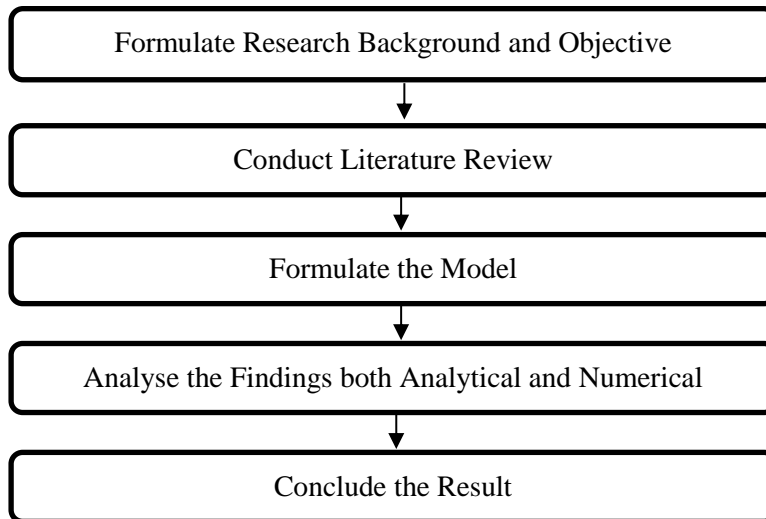 Formulate Research Background and Objective
Conduct Literature Review
Formulate the Model
Analyse the Findings both Analytical and Numerical
Conclude the Result